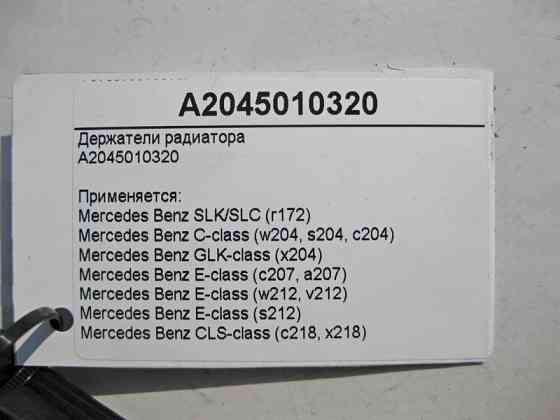 A2045010320
Держатели радиатора
A2045010320
Применяется:
Mercedes Benz SLK/SLC (r172)
Mercedes Benz C-class (w204, s204, c204)
Mercedes Benz GLK-class (x204)
Mercedes Benz E-class (c207, a207)
Mercedes Benz E-class (w212, v212)
Mercedes Benz E-class (s212)
Mercedes Benz CLS-class (c218, x218)